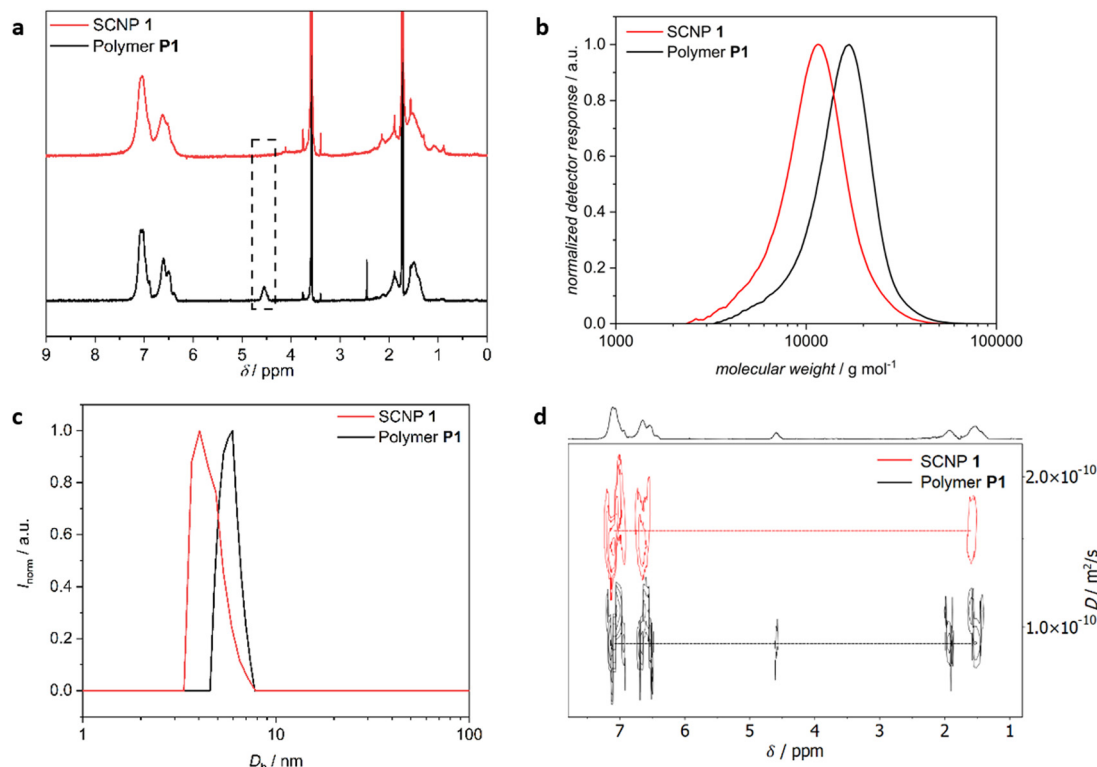 a
SCNP 1
Polymer P1
9 8 7 6 5 4 3 2 1 0
δ / ppm
b
SCNP 1
Polymer P1
normalized detector response / a.u.
1.0
0.8
0.6
0.4
0.2
0.0
1000 10000 100000
molecular weight / g mol⁻¹
c
SCNP 1
Polymer P1
I_norm / a.u.
1.0
0.8
0.6
0.4
0.2
0.0
1 10 100
D_h / nm
d
SCNP 1
Polymer P1
2.0×10⁻¹⁰
1.0×10⁻¹⁰
D / m²/s
7 6 5 4 3 2 1
δ / ppm